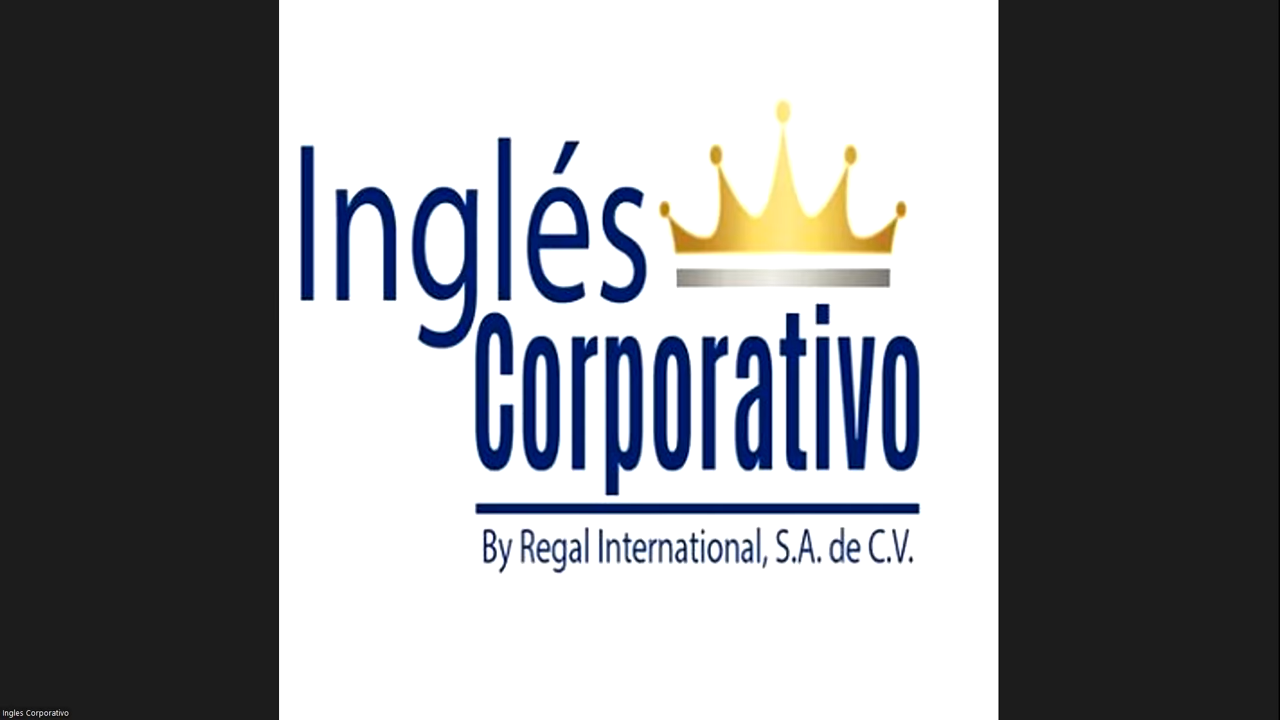 Inglés
Corporativo
By Regal International, S.A. de C.V.
Ingles Corporativo